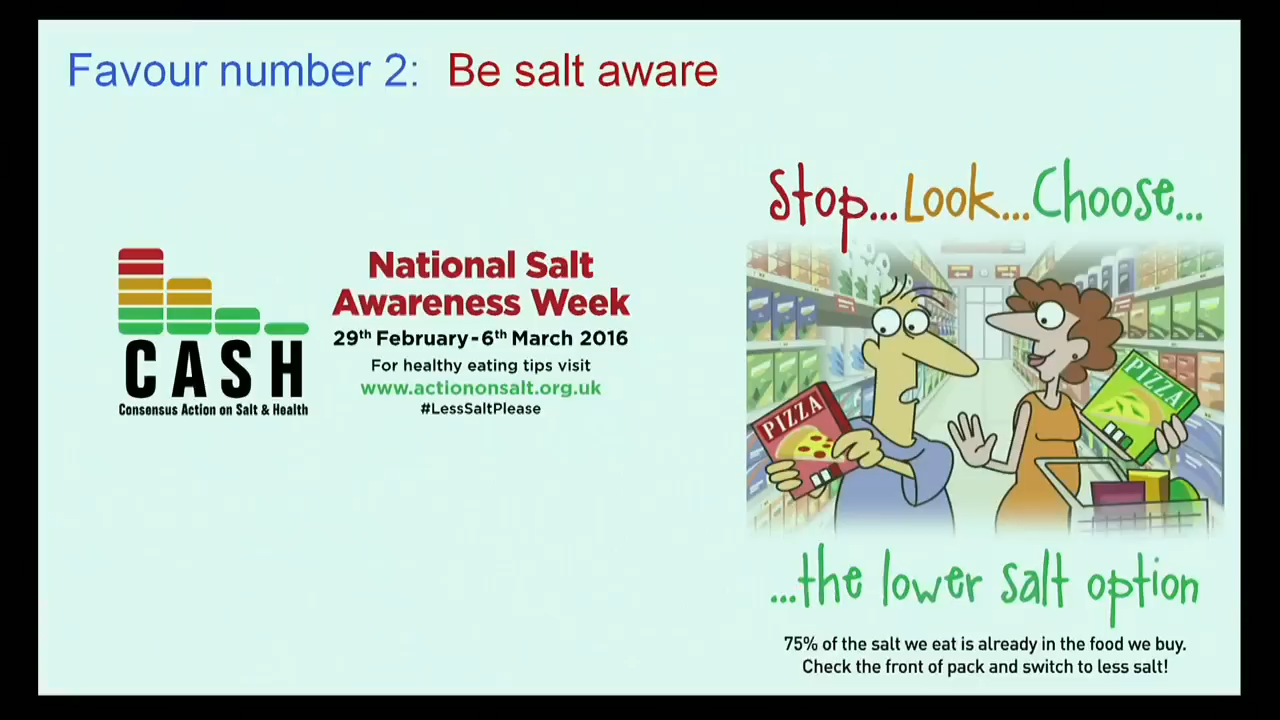 Favour number 2: Be salt aware
CASH
Consensus Action on Salt & Health
National Salt
Awareness Week
29th February - 6th March 2016
For healthy eating tips visit
www.actiononsalt.org.uk
#LessSaltPlease
Stop...Look...Choose...
PIZZA
PIZZA
...the lower salt option
75% of the salt we eat is already in the food we buy.
Check the front of pack and switch to less salt!